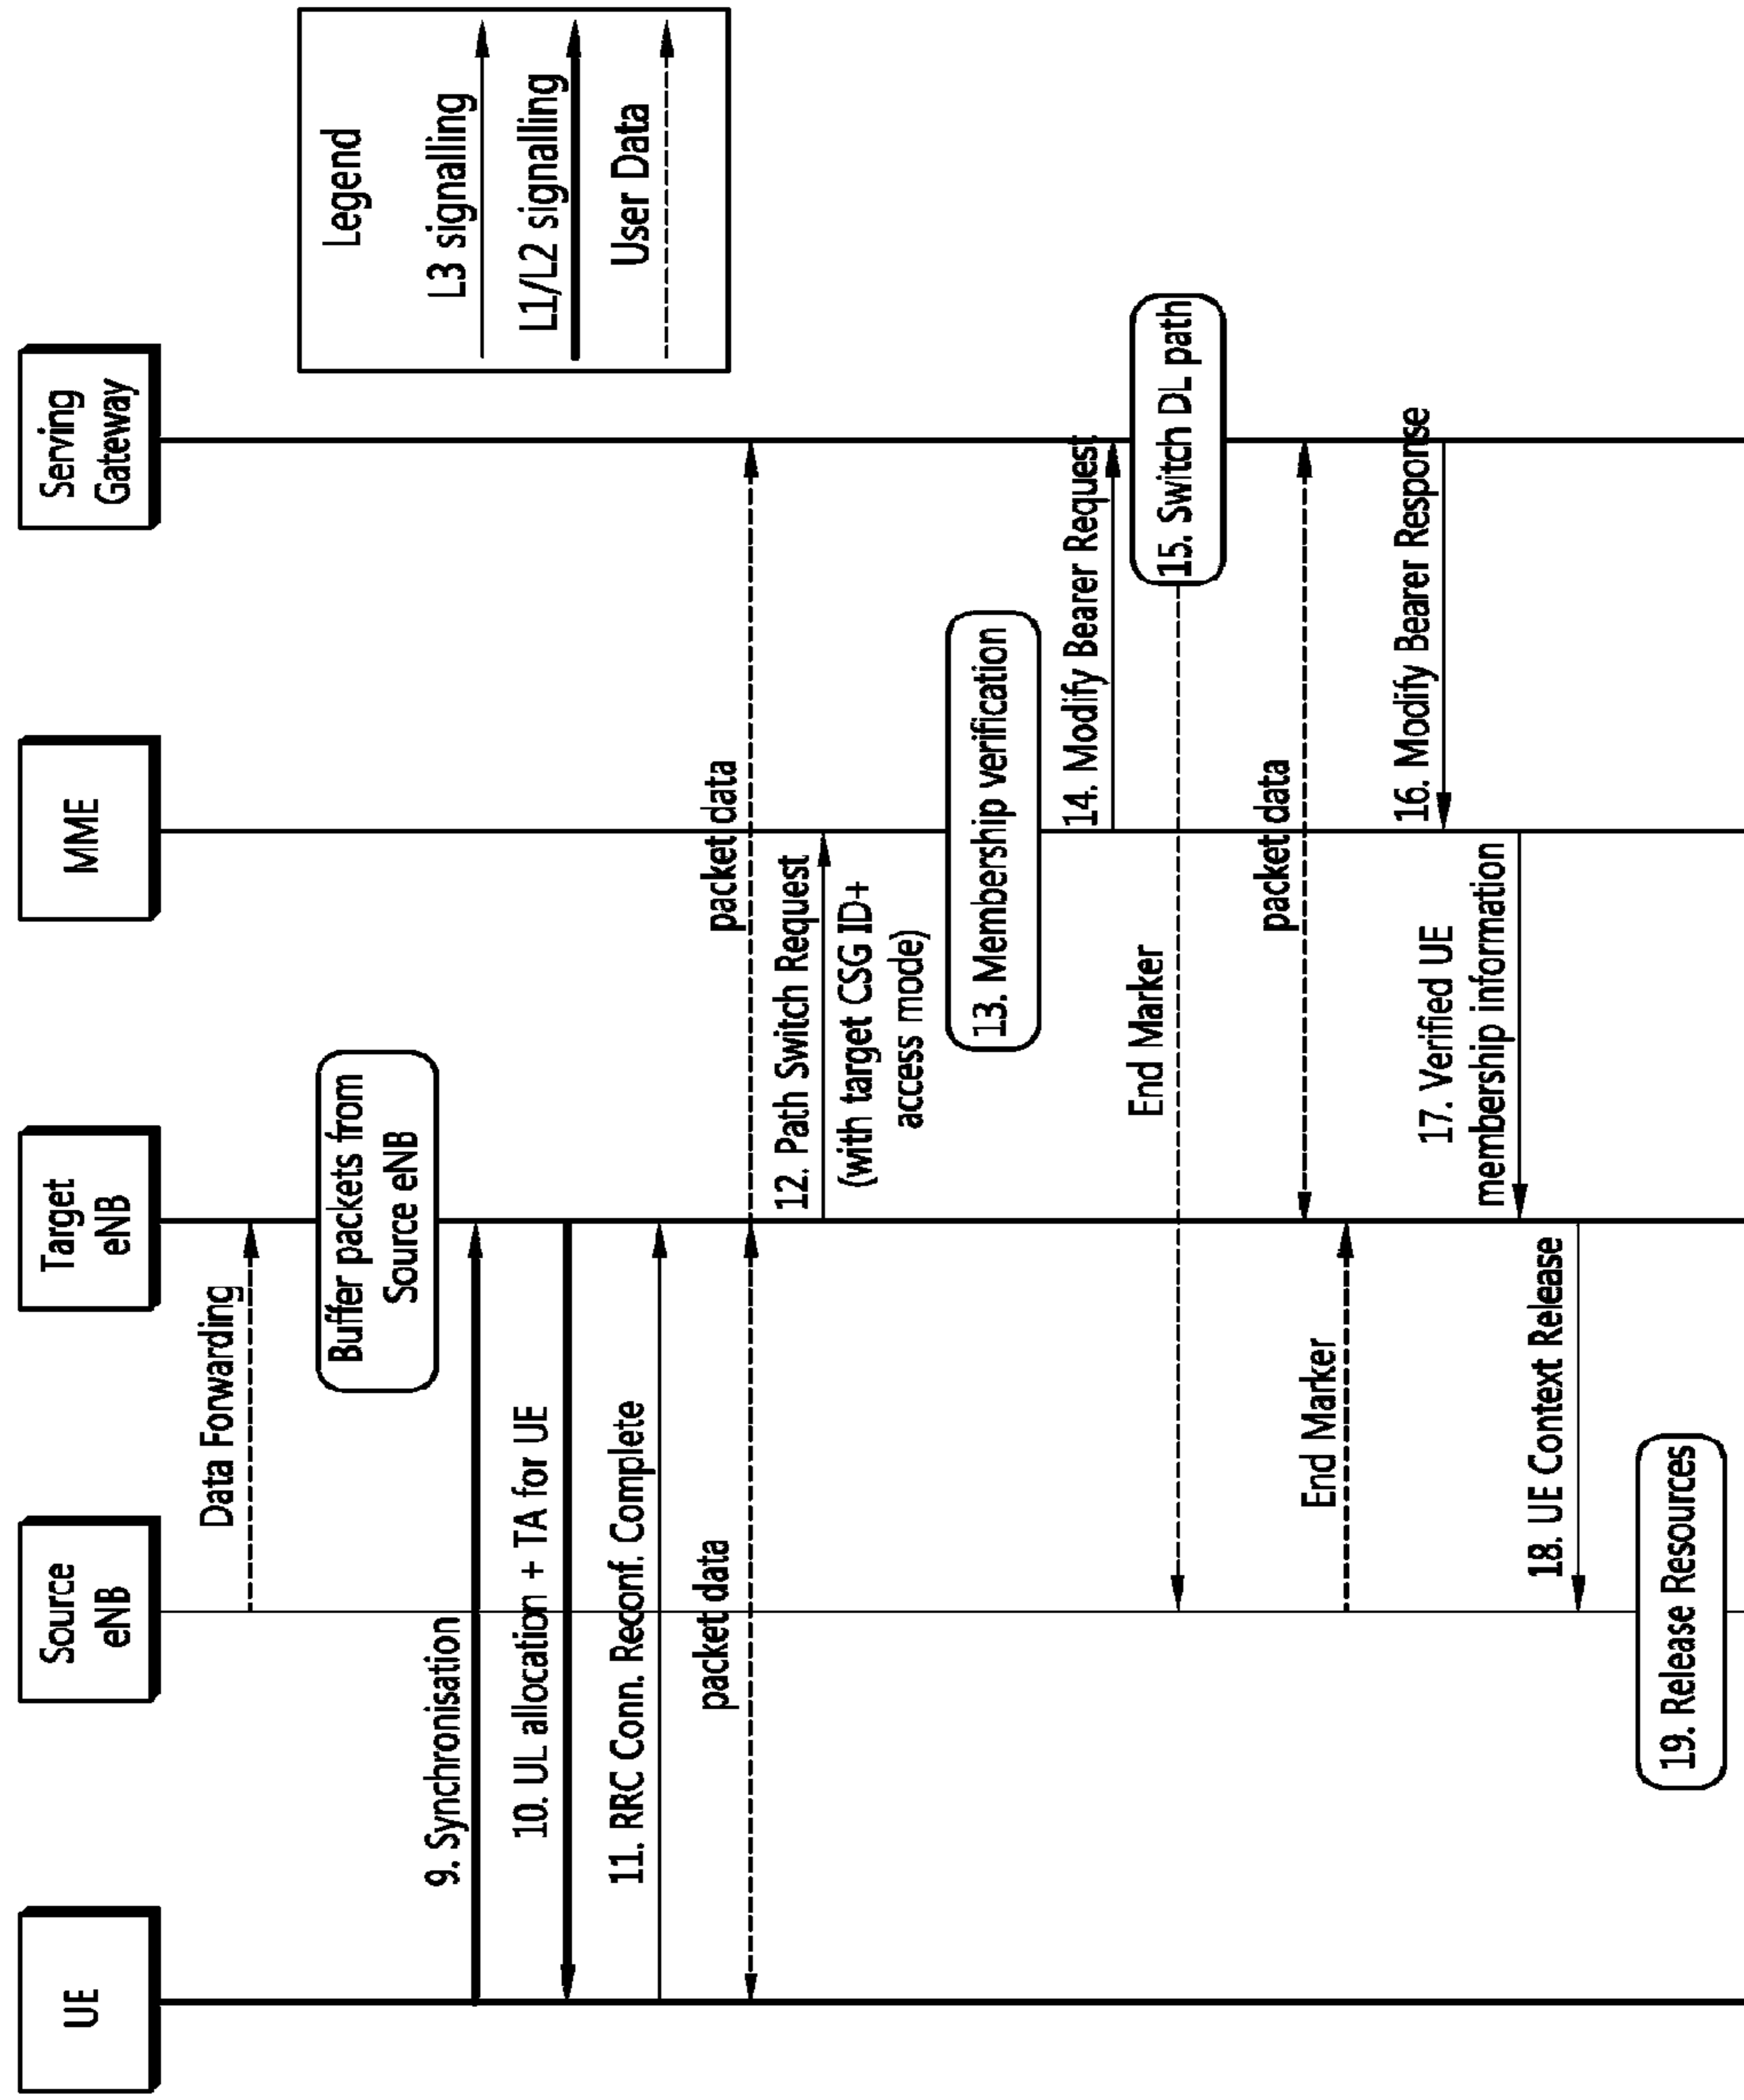 UE
Source
eNB
Target
eNB
MME
Serving
Gateway
Legend
L3 signalling
L1/L2 signalling
User Data
Data Forwarding
Buffer packets from
Source eNB
9. Synchronisation
10. UL allocation + TA for UE
11. RRC Conn. Reconf. Complete
packet data
packet data
12. Path Switch Request
(with target CSG ID+
access mode)
13. Membership verification
14. Modify Bearer Request
End Marker
15. Switch DL path
packet data
End Marker
16. Modify Bearer Response
17. Verified UE
membership information
18. UE Context Release
19. Release Resources